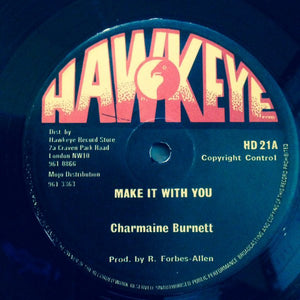 HAWKEYE
Dist. by
Hawkeye Record Store
2a Craven Park Road
London NW10
961 0866
Mojo Distribution
961 3363
HD 21A
Copyright Control
MAKE IT WITH YOU
Charmaine Burnett
Prod. by R. Forbes-Allen